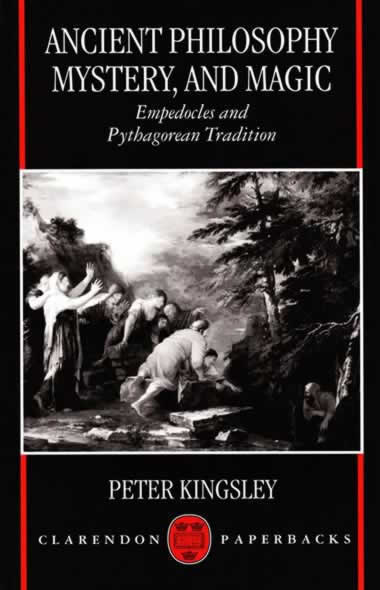 ANCIENT PHILOSOPHY
MYSTERY, AND MAGIC
Empedocles and
Pythagorean Tradition
PETER KINGSLEY
CLARENDON PAPERBACKS